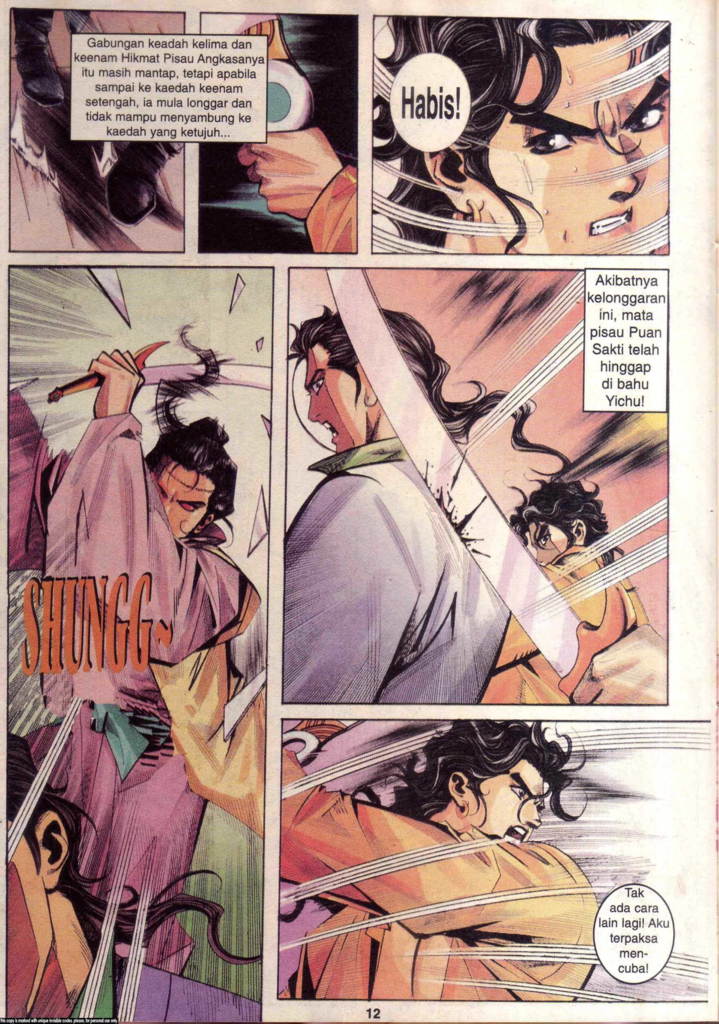 Gabungan keadah kelima dan
keenam Hikmat Pisau Angkasanya
itu masih mantap, tetapi apabila
sampai ke kaedah keenam
setengah, ia mula longgar dan
tidak mampu menyambung ke
kaedah yang ketujuh...
Habis!
Akibatnya
kelonggaran
ini, mata
pisau Puan
Sakti telah
hinggap
di bahu
Yichu!
SHUNGG~
Tak
ada cara
lain lagi! Aku
terpaksa
men-
cuba!
12